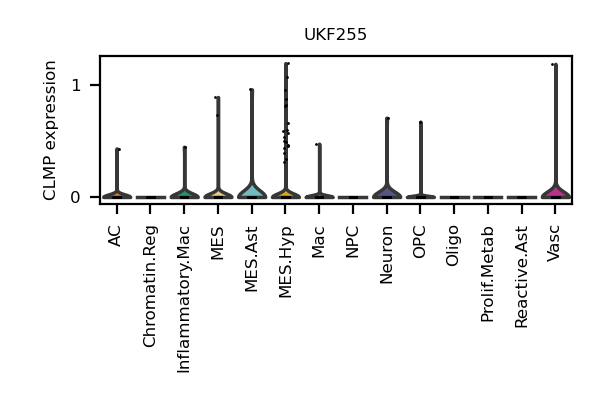 UKF255
CLMP expression
1
0
AC
Chromatin.Reg
Inflammatory.Mac
MES
MES.Ast
MES.Hyp
Mac
NPC
Neuron
OPC
Oligo
Prolif.Metab
Reactive.Ast
Vasc